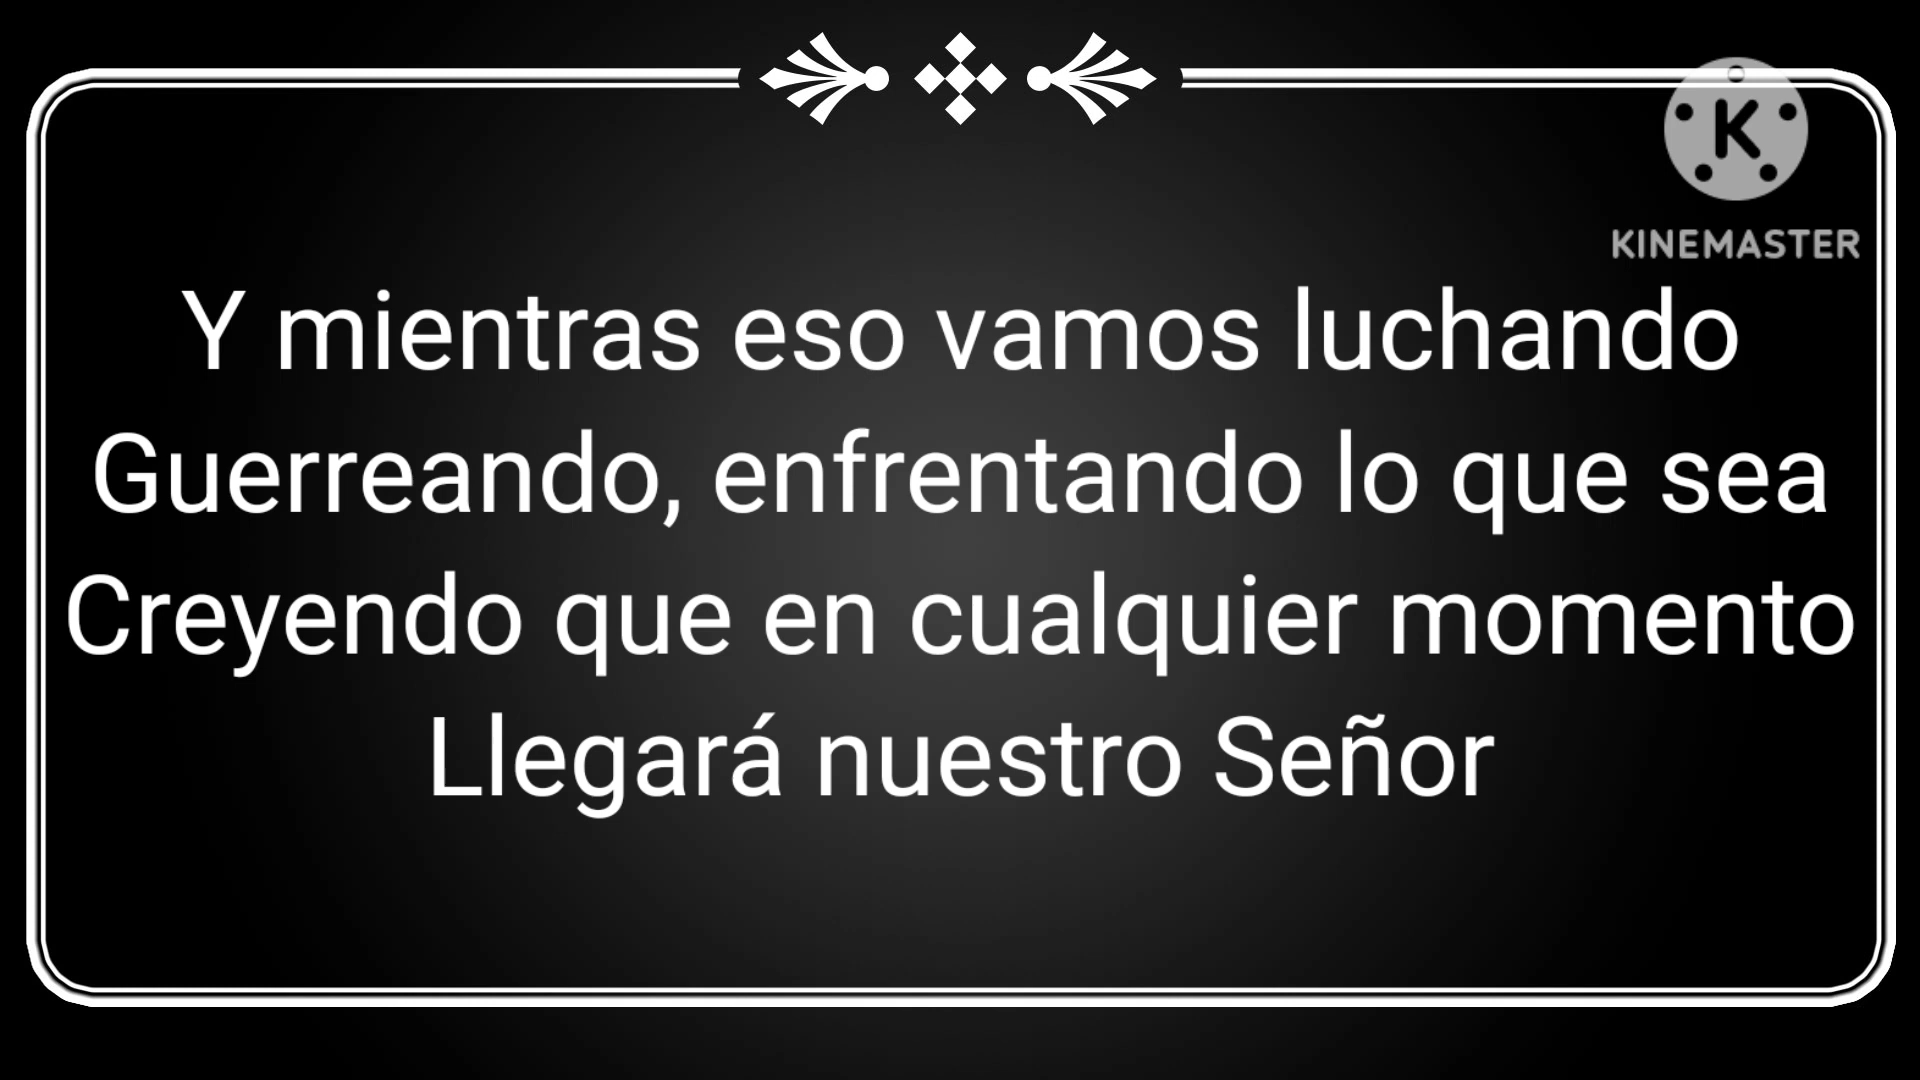 K
KINEMASTER
Y mientras eso vamos luchando
Guerreando, enfrentando lo que sea
Creyendo que en cualquier momento
Llegará nuestro Señor